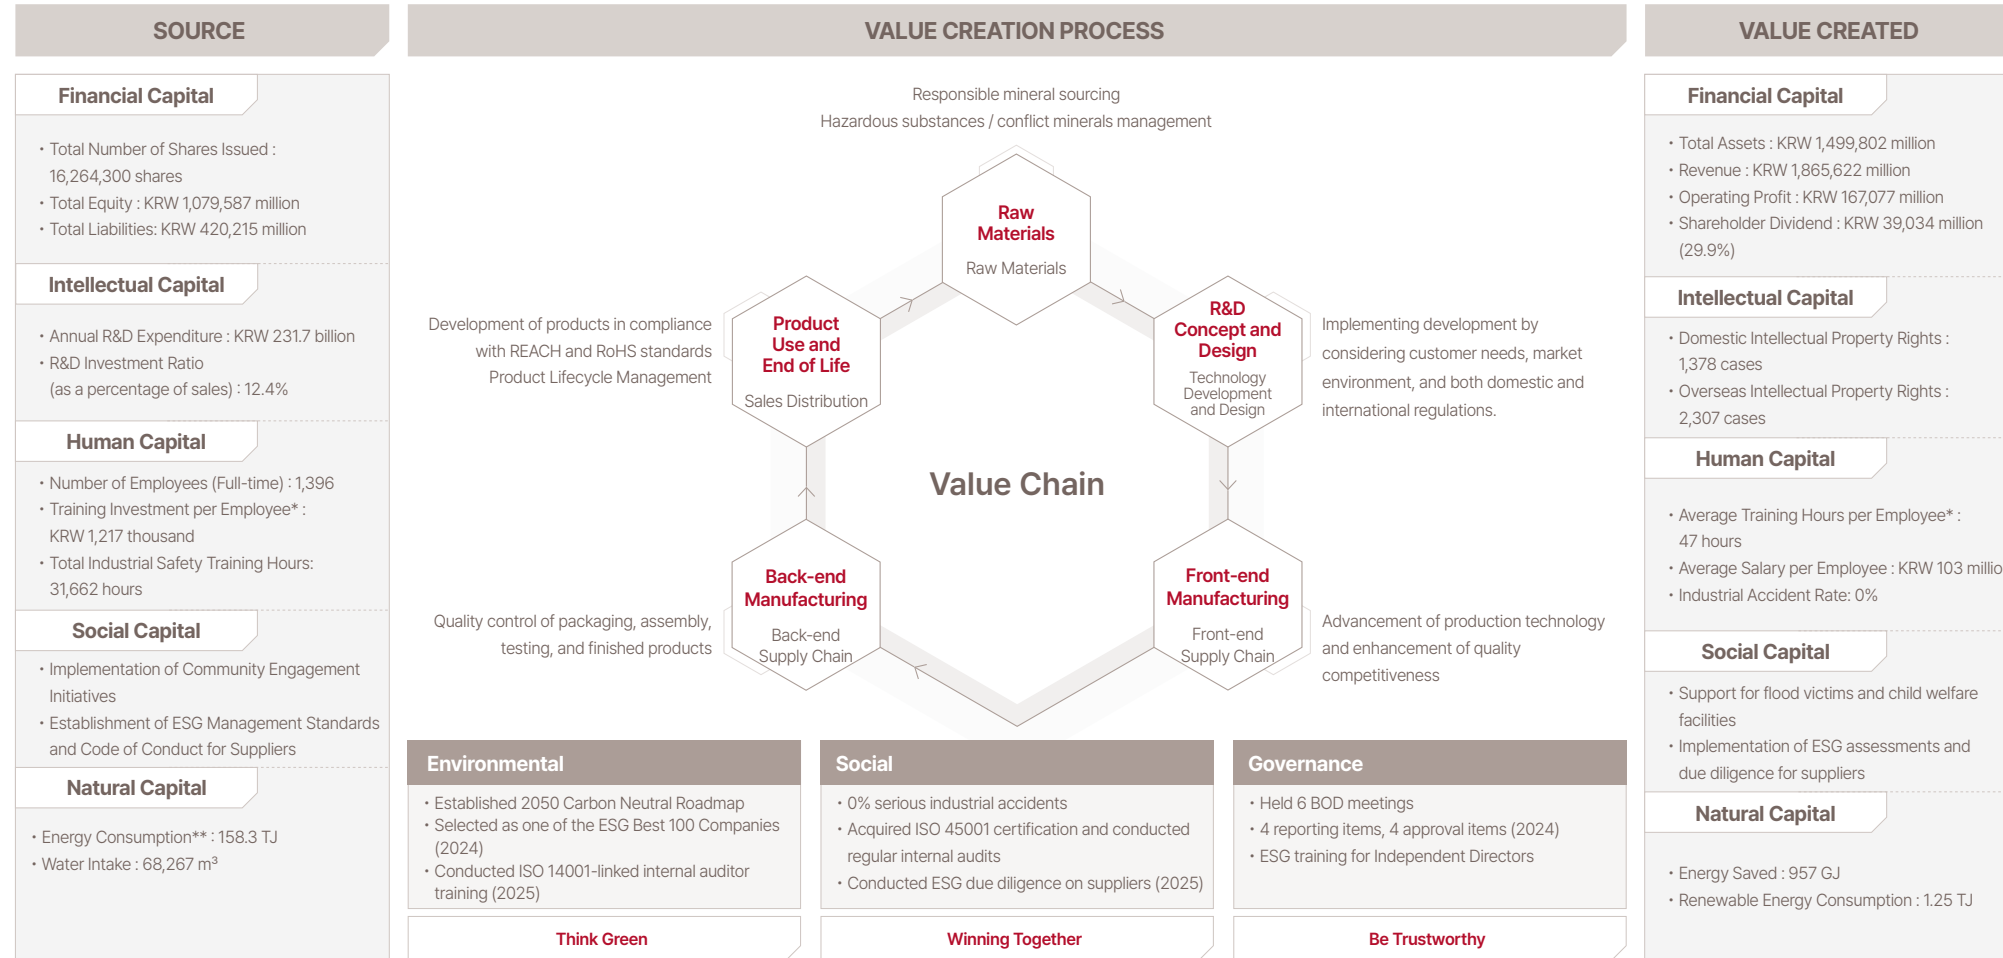 SOURCE
Financial Capital
• Total Number of Shares Issued :
16,264,300 shares
• Total Equity : KRW 1,079,587 million
• Total Liabilities: KRW 420,215 million
Intellectual Capital
• Annual R&D Expenditure : KRW 231.7 billion
• R&D Investment Ratio
(as a percentage of sales) : 12.4%
Human Capital
• Number of Employees (Full-time) : 1,396
• Training Investment per Employee* :
KRW 1,217 thousand
• Total Industrial Safety Training Hours:
31,662 hours
Social Capital
• Implementation of Community Engagement
Initiatives
• Establishment of ESG Management Standards
and Code of Conduct for Suppliers
Natural Capital
• Energy Consumption** : 158.3 TJ
• Water Intake : 68,267 m³
VALUE CREATION PROCESS
Responsible mineral sourcing
Hazardous substances / conflict minerals management
Raw
Materials
Raw Materials
R&D
Concept and
Design
Technology
Development
and Design
Implementing development by
considering customer needs, market
environment, and both domestic and
international regulations.
Front-end
Manufacturing
Front-end
Supply Chain
Advancement of production technology
and enhancement of quality
competitiveness
Back-end
Manufacturing
Back-end
Supply Chain
Quality control of packaging, assembly,
testing, and finished products
Product
Use and
End of Life
Sales Distribution
Development of products in compliance
with REACH and RoHS standards
Product Lifecycle Management
Value Chain
Environmental
• Established 2050 Carbon Neutral Roadmap
• Selected as one of the ESG Best 100 Companies
(2024)
• Conducted ISO 14001-linked internal auditor
training (2025)
Think Green
Social
• 0% serious industrial accidents
• Acquired ISO 45001 certification and conducted
regular internal audits
• Conducted ESG due diligence on suppliers (2025)
Winning Together
Governance
• Held 6 BOD meetings
• 4 reporting items, 4 approval items (2024)
• ESG training for Independent Directors
Be Trustworthy
VALUE CREATED
Financial Capital
• Total Assets : KRW 1,499,802 million
• Revenue : KRW 1,865,622 million
• Operating Profit : KRW 167,077 million
• Shareholder Dividend : KRW 39,034 million
(29.9%)
Intellectual Capital
• Domestic Intellectual Property Rights :
1,378 cases
• Overseas Intellectual Property Rights :
2,307 cases
Human Capital
• Average Training Hours per Employee* :
47 hours
• Average Salary per Employee : KRW 103 millio
• Industrial Accident Rate: 0%
Social Capital
• Support for flood victims and child welfare
facilities
• Implementation of ESG assessments and
due diligence for suppliers
Natural Capital
• Energy Saved : 957 GJ
• Renewable Energy Consumption : 1.25 TJ